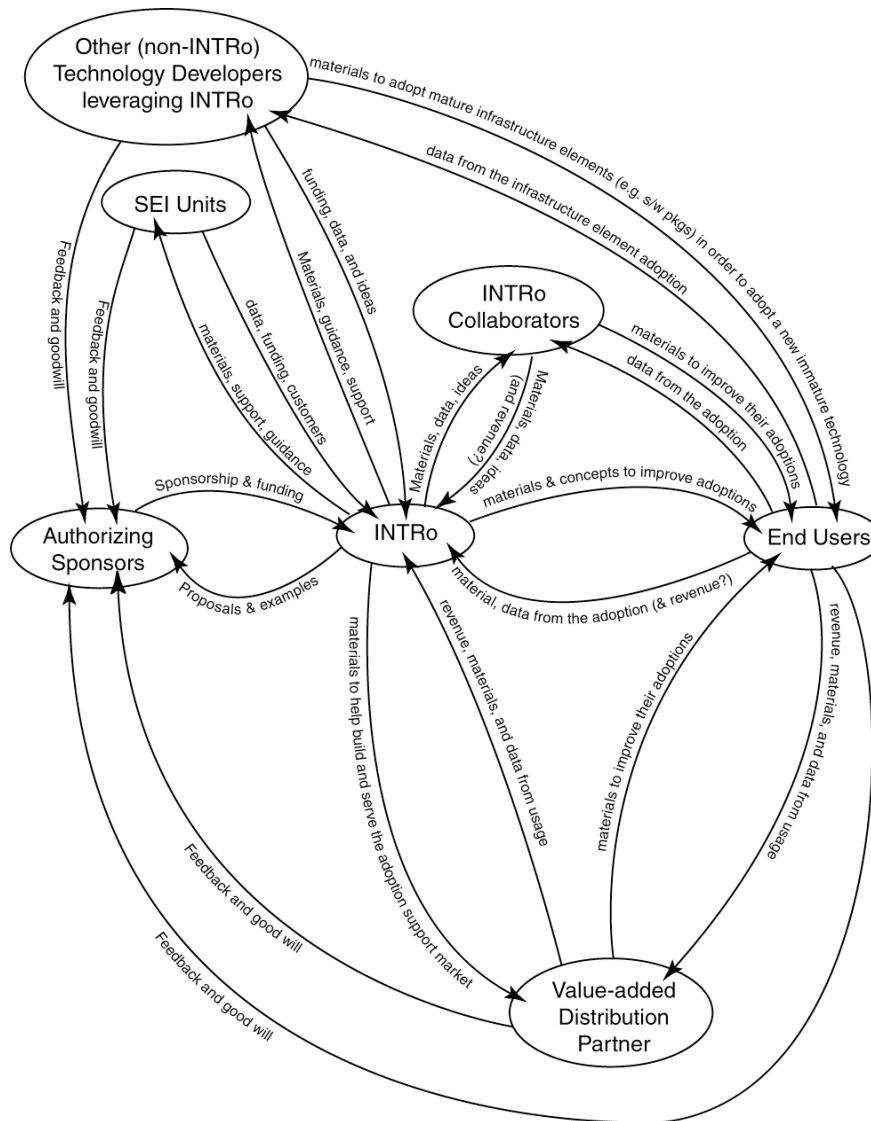 Other (non-INTRo)
Technology Developers
leveraging INTRo
materials to adopt mature infrastructure elements (e.g. s/w pkgs) in order to adopt a new immature technology
data from the infrastructure element adoption
funding, data, and ideas
Materials, guidance, support
SEI Units
Feedback and goodwill
Feedback and goodwill
data, funding, customers
materials, support, guidance
INTRo
Collaborators
materials to improve their adoptions
data from the adoption
Materials, data, ideas
Materials, data, ideas
(and revenue?)
Sponsorship & funding
materials & concepts to improve adoptions
Authorizing
Sponsors
INTRo
End Users
Proposals & examples
material, data from the adoption (& revenue?)
materials to help build and serve the adoption support market
revenue, materials, and data from usage
materials to improve their adoptions
revenue, materials, and data from usage
Feedback and good will
Feedback and good will
Value-added
Distribution
Partner